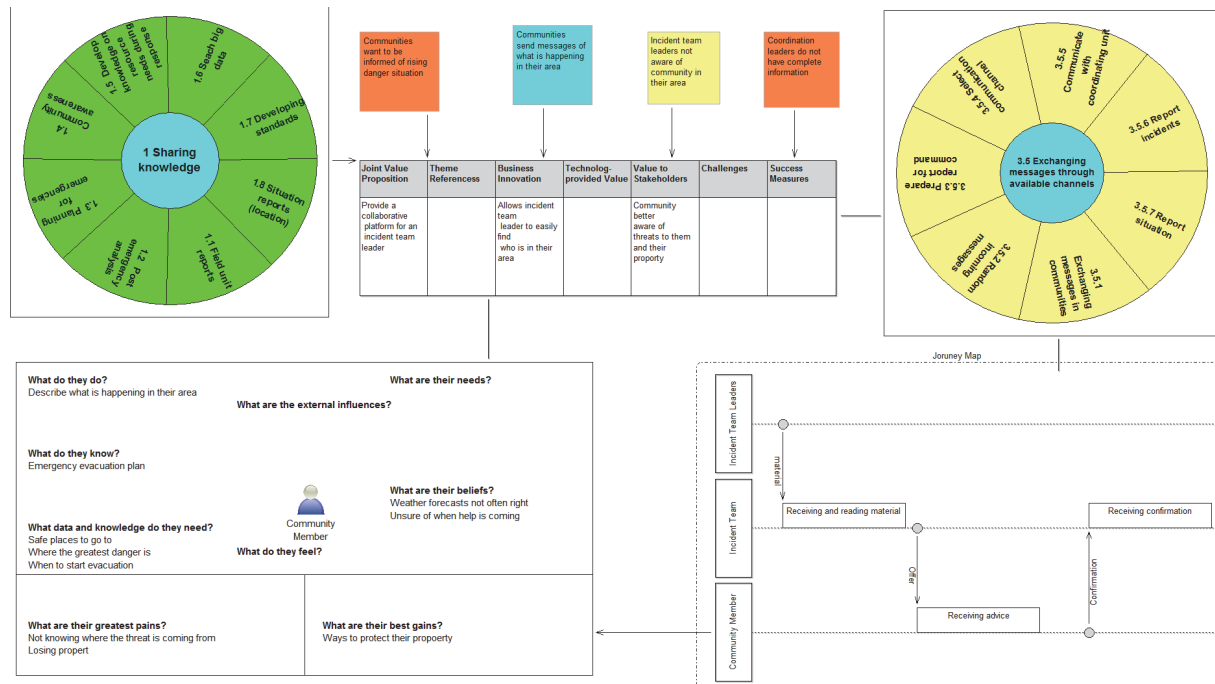 1.5 Develop
knowledge on
resource
needs during
response
1.6 Seach big
data
1.7 Developing
standards
1.8 Situation
reports
(location)
1.1 Field unit
reports
1.2 Post
emergency
analysis
1.3 Planning
for
emergencies
1.4
Community
awareness
1 Sharing
knowledge
Communities
want to be
informed of rising
danger situation
Communities
send messages of
what is happening
in their area
Incident team
leaders not
aware of
community in
their area
Coordination
leaders do not
have complete
information
Joint Value
Proposition
Theme
Referencess
Business
Innovation
Technolog-
provided Value
Value to
Stakeholders
Challenges
Success
Measures
Provide a
collaborative
platform for an
incident team
leader
Allows incident
team
leader to easily
find
who is in their
area
Community
better
aware of
threats to them
and their
proporty
3.5.5
Communicate
with
coordinating unit
3.5.6 Report
incidents
3.5.7 Report
situation
3.5.1
Exchanging
messages in
communities
3.5.2 Random
incoming
messages
3.5.3 Prepare
report for
command
3.5.4 Select
communication
channel
3.5 Exchanging
messages through
available channels
What do they do?
Describe what is happening in their area
What are their needs?
What are the external influences?
What do they know?
Emergency evacuation plan
What are their beliefs?
Weather forecasts not often right
Unsure of when help is coming
Community
Member
What data and knowledge do they need?
Safe places to go to
Where the greatest danger is
When to start evacuation
What do they feel?
What are their greatest pains?
Not knowing where the threat is coming from
Losing propert
What are their best gains?
Ways to protect their propoerty
Joruney Map
Incident Team Leaders
material
Incident Team
Receiving and reading material
Receiving confirmation
Offer
Confirmation
Community Member
Receiving advice